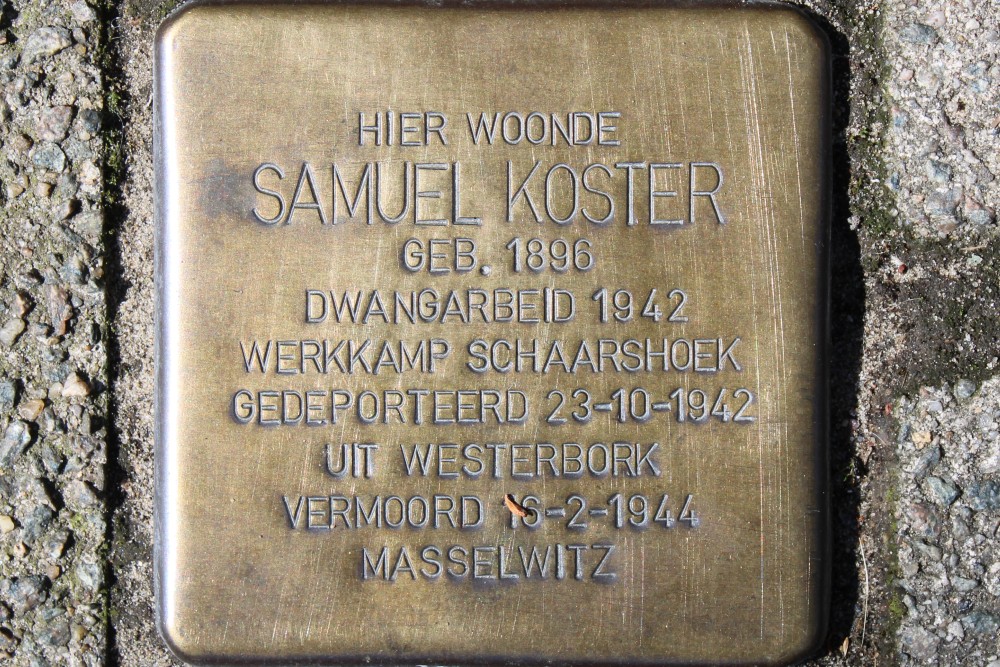 HIER WOONDE
SAMUEL KOSTER
GEB. 1896
DWANGARBEID 1942
WERKKAMP SCHAARSHOEK
GEDEPORTEERD 23-10-1942
UIT WESTERBORK
VERMOORD 16-2-1944
MASSELWITZ